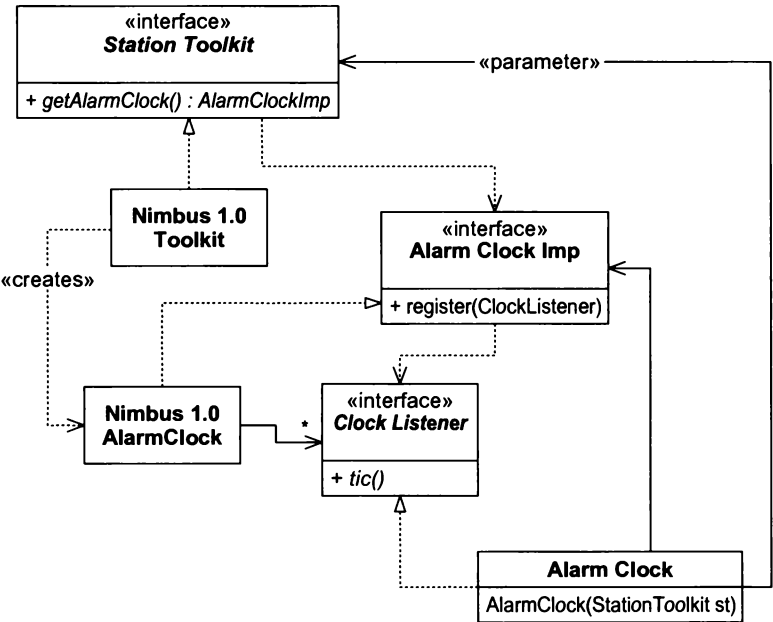 «interface»
Station Toolkit
«parameter»
+ getAlarmClock() : AlarmClockImp
Nimbus 1.0
Toolkit
«interface»
Alarm Clock Imp
«creates»
+ register(ClockListener)
«interface»
Clock Listener
Nimbus 1.0
AlarmClock
*
+ tic()
Alarm Clock
AlarmClock(StationToolkit st)